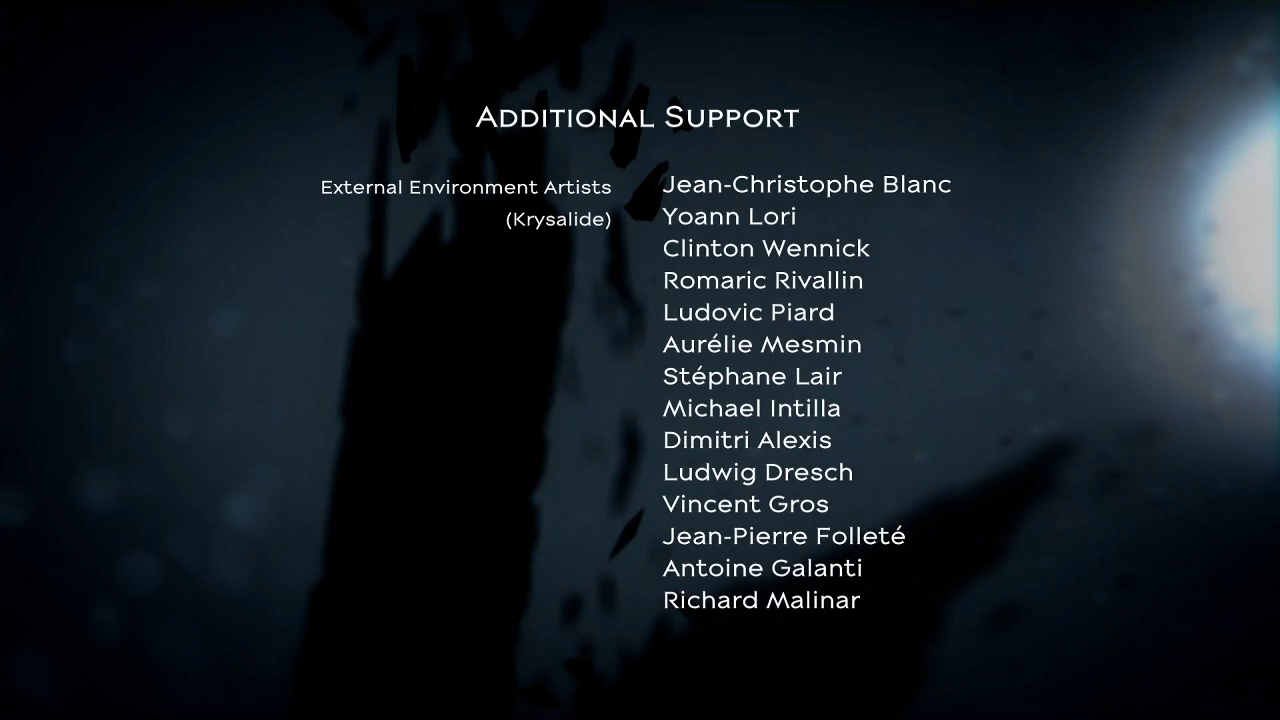 Additional Support
External Environment Artists
(Krysalide)
Jean-Christophe Blanc
Yoann Lori
Clinton Wennick
Romaric Rivallin
Ludovic Piard
Aurélie Mesmin
Stéphane Lair
Michael Intilla
Dimitri Alexis
Ludwig Dresch
Vincent Gros
Jean-Pierre Folleté
Antoine Galanti
Richard Malinar